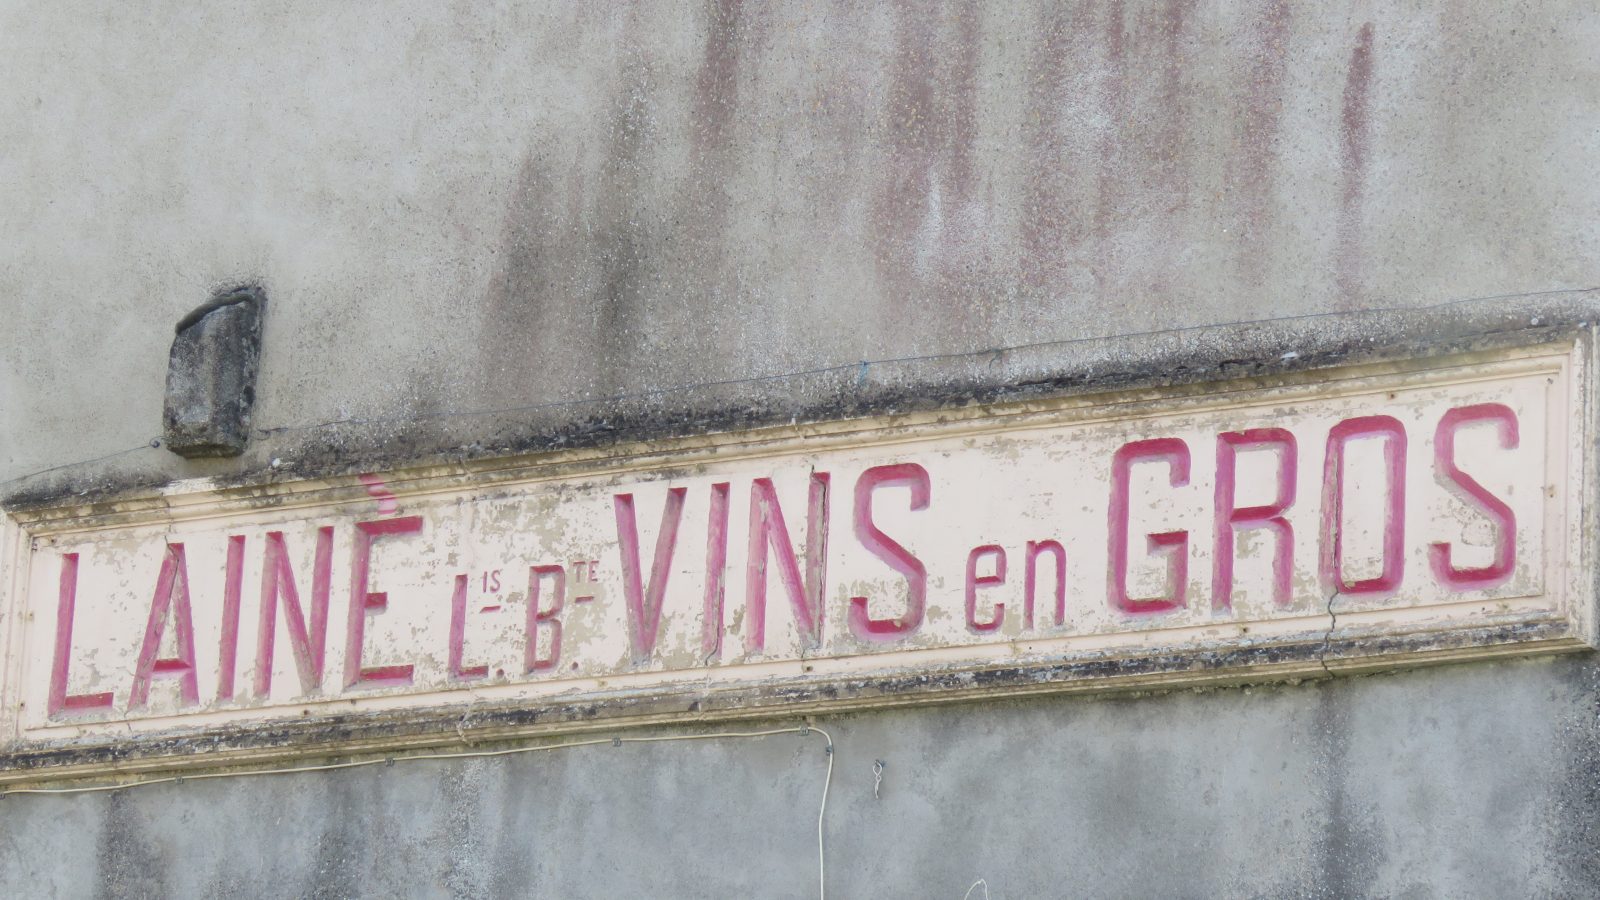 LAINÉ L.IS B.TE VINS en GROS